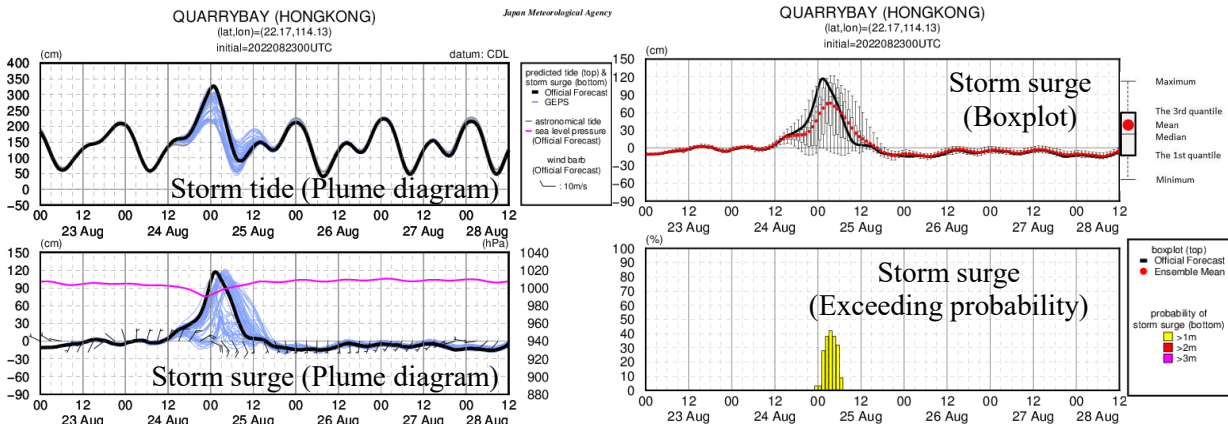 QUARRYBAY (HONGKONG)
(lat,lon)=(22.17,114.13)
initial=2022082300UTC
Japan Meteorological Agency
(cm)
datum: CDL
400
350
300
250
200
150
100
50
0
−50
Storm tide (Plume diagram)
00 12 00 12 00 12 00 12 00 12 00 12
23 Aug 24 Aug 25 Aug 26 Aug 27 Aug 28 Aug
predicted tide (top) &
storm surge (bottom)
Official Forecast
GEPS
astronomical tide
sea level pressure
(Official Forecast)
wind barb
(Official Forecast)
: 10m/s
(cm)
(hPa)
150
120
90
60
30
0
−30
−60
−90
1040
1020
1000
980
960
940
920
900
880
Storm surge (Plume diagram)
00 12 00 12 00 12 00 12 00 12 00 12
23 Aug 24 Aug 25 Aug 26 Aug 27 Aug 28 Aug
QUARRYBAY (HONGKONG)
(lat,lon)=(22.17,114.13)
initial=2022082300UTC
(cm)
150
120
90
60
30
0
−30
−60
−90
Storm surge
(Boxplot)
00 12 00 12 00 12 00 12 00 12 00 12
23 Aug 24 Aug 25 Aug 26 Aug 27 Aug 28 Aug
Maximum
The 3rd quantile
Mean
Median
The 1st quantile
Minimum
(%)
100
90
80
70
60
50
40
30
20
10
0
Storm surge
(Exceeding probability)
00 12 00 12 00 12 00 12 00 12 00 12
23 Aug 24 Aug 25 Aug 26 Aug 27 Aug 28 Aug
boxplot (top)
Official Forecast
Ensemble Mean
probability of
storm surge (bottom)
>1m
>2m
>3m